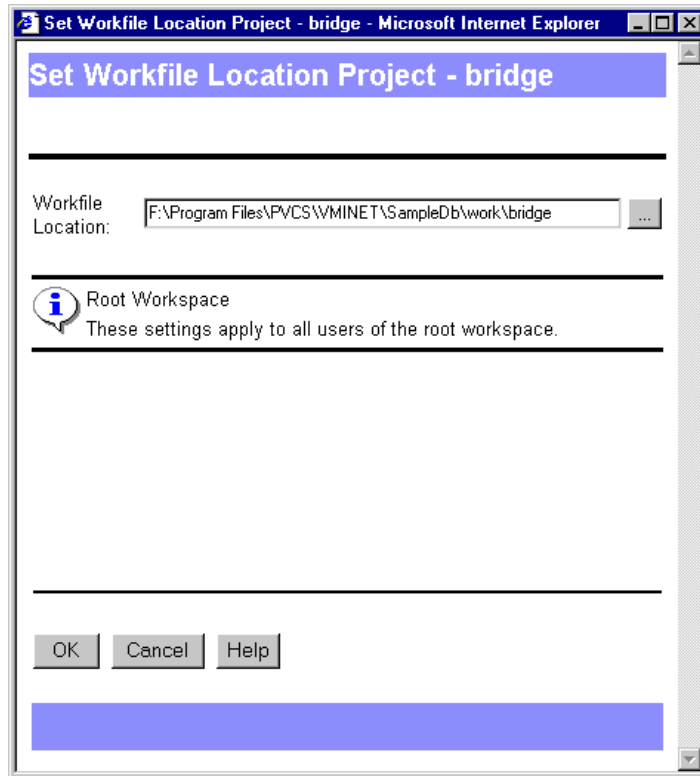 Set Workfile Location Project - bridge - Microsoft Internet Explorer
Set Workfile Location Project - bridge
Workfile
Location:
F:\Program Files\PVCS\VMINET\SampleDb\work\bridge
...
Root Workspace
These settings apply to all users of the root workspace.
OK
Cancel
Help